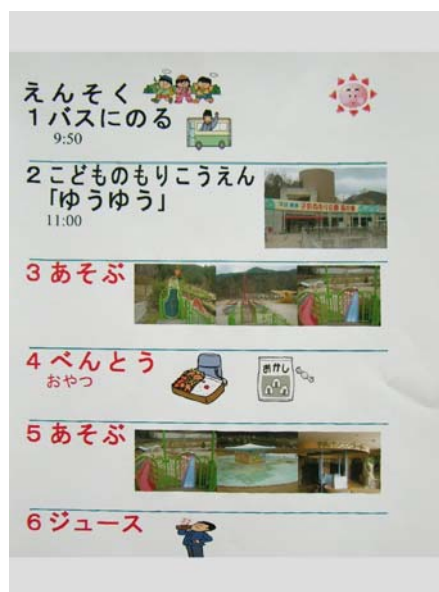 えんそく
1バスにのる
9:50
2こどものもりこうえん
「ゆうゆう」
11:00
3あそぶ
4べんとう
おやつ
おかし
5あそぶ
6ジュース